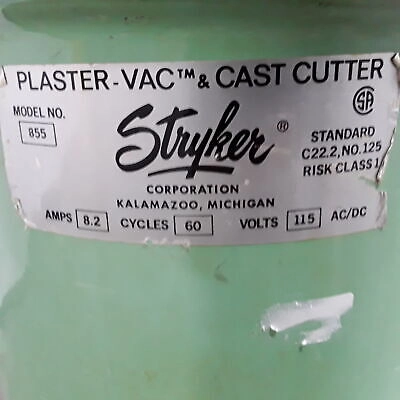 PLASTER-VAC™ & CAST CUTTER
MODEL NO.
855
Stryker®
CORPORATION
KALAMAZOO, MICHIGAN
SA
STANDARD
C22.2, NO.125
RISK CLASS 1
AMPS 8.2 CYCLES 60 VOLTS 115 AC/DC